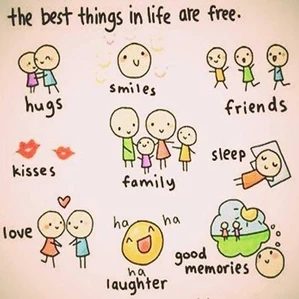 the best things in life are free.
hugs
smiles
friends
kisses
family
sleep
love
ha ha
ha
laughter
good
memories